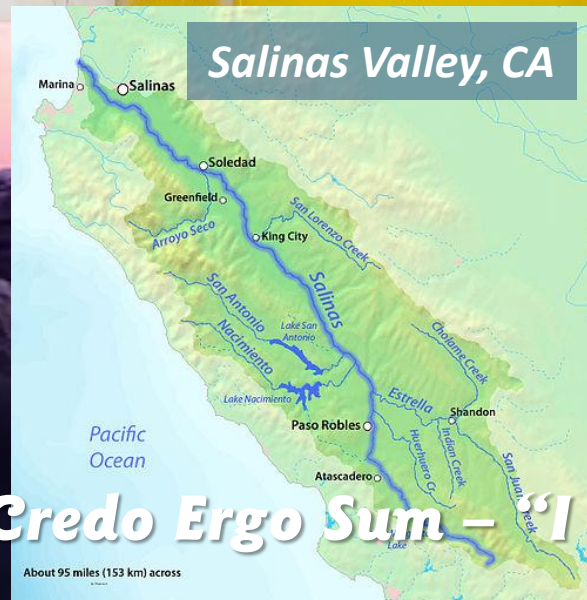 Salinas Valley, CA
Marina
Salinas
Soledad
Greenfield
Arroyo Seco
San Lorenzo Creek
King City
Salinas
San Antonio
Lake San
Antonio
Nacimiento
Lake Nacimiento
Cholame Creek
Estrella
Shandon
Paso Robles
Huerhuero Cr
Indian Creek
San Juan Creek
Atascadero
Pacific
Ocean
Credo Ergo Sum – “I
Lake
About 95 miles (153 km) across